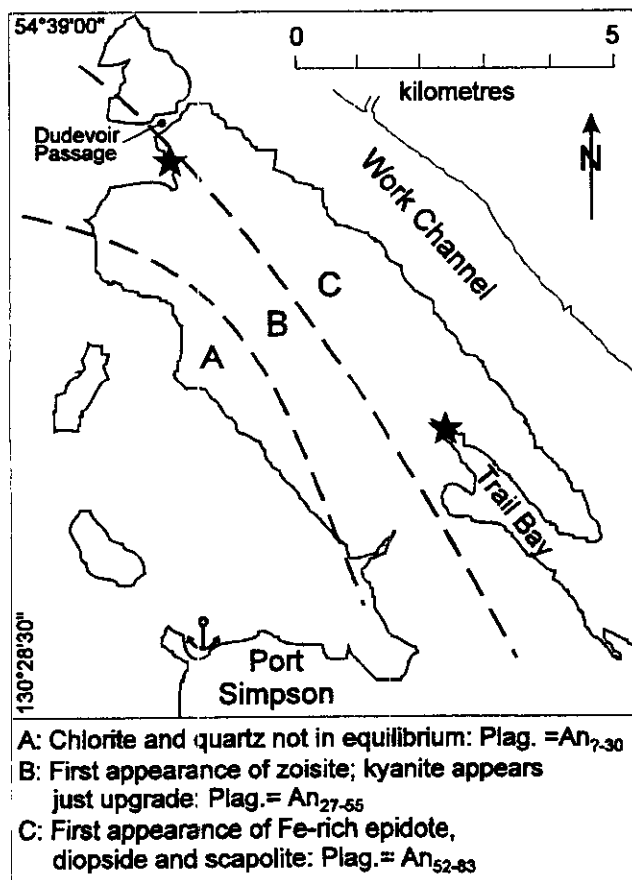 54°39'00"
0 5
kilometres
Dudevoir
Passage
N
Work Channel
C
B
A
Trail Bay
130°28'30"
Port
Simpson
A: Chlorite and quartz not in equilibrium: Plag. =An?-30
B: First appearance of zoisite; kyanite appears
just upgrade: Plag.= An27-55
C: First appearance of Fe-rich epidote,
diopside and scapolite: Plag.= An52-83